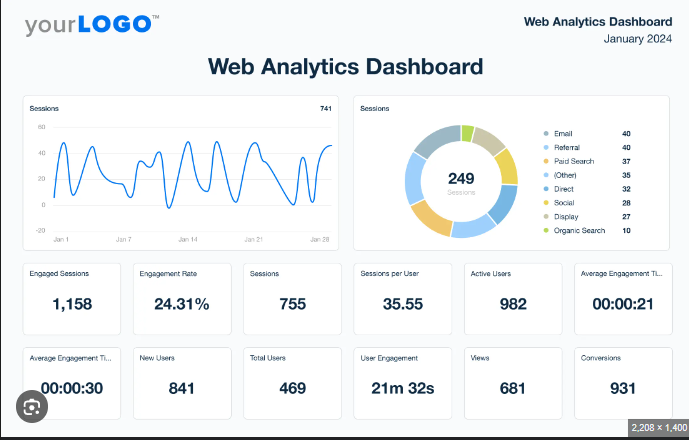 yourLOGO™
Web Analytics Dashboard
January 2024
Web Analytics Dashboard
Sessions 741
60
40
20
0
-20
Jan 1 Jan 7 Jan 14 Jan 21 Jan 28
Sessions
249
Sessions
Email 40
Referral 40
Paid Search 37
(Other) 35
Direct 32
Social 28
Display 27
Organic Search 10
Engaged Sessions
1,158
Engagement Rate
24.31%
Sessions
755
Sessions per User
35.55
Active Users
982
Average Engagement Ti...
00:00:21
Average Engagement Ti...
00:00:30
New Users
841
Total Users
469
User Engagement
21m 32s
Views
681
Conversions
931
2,208 × 1,400